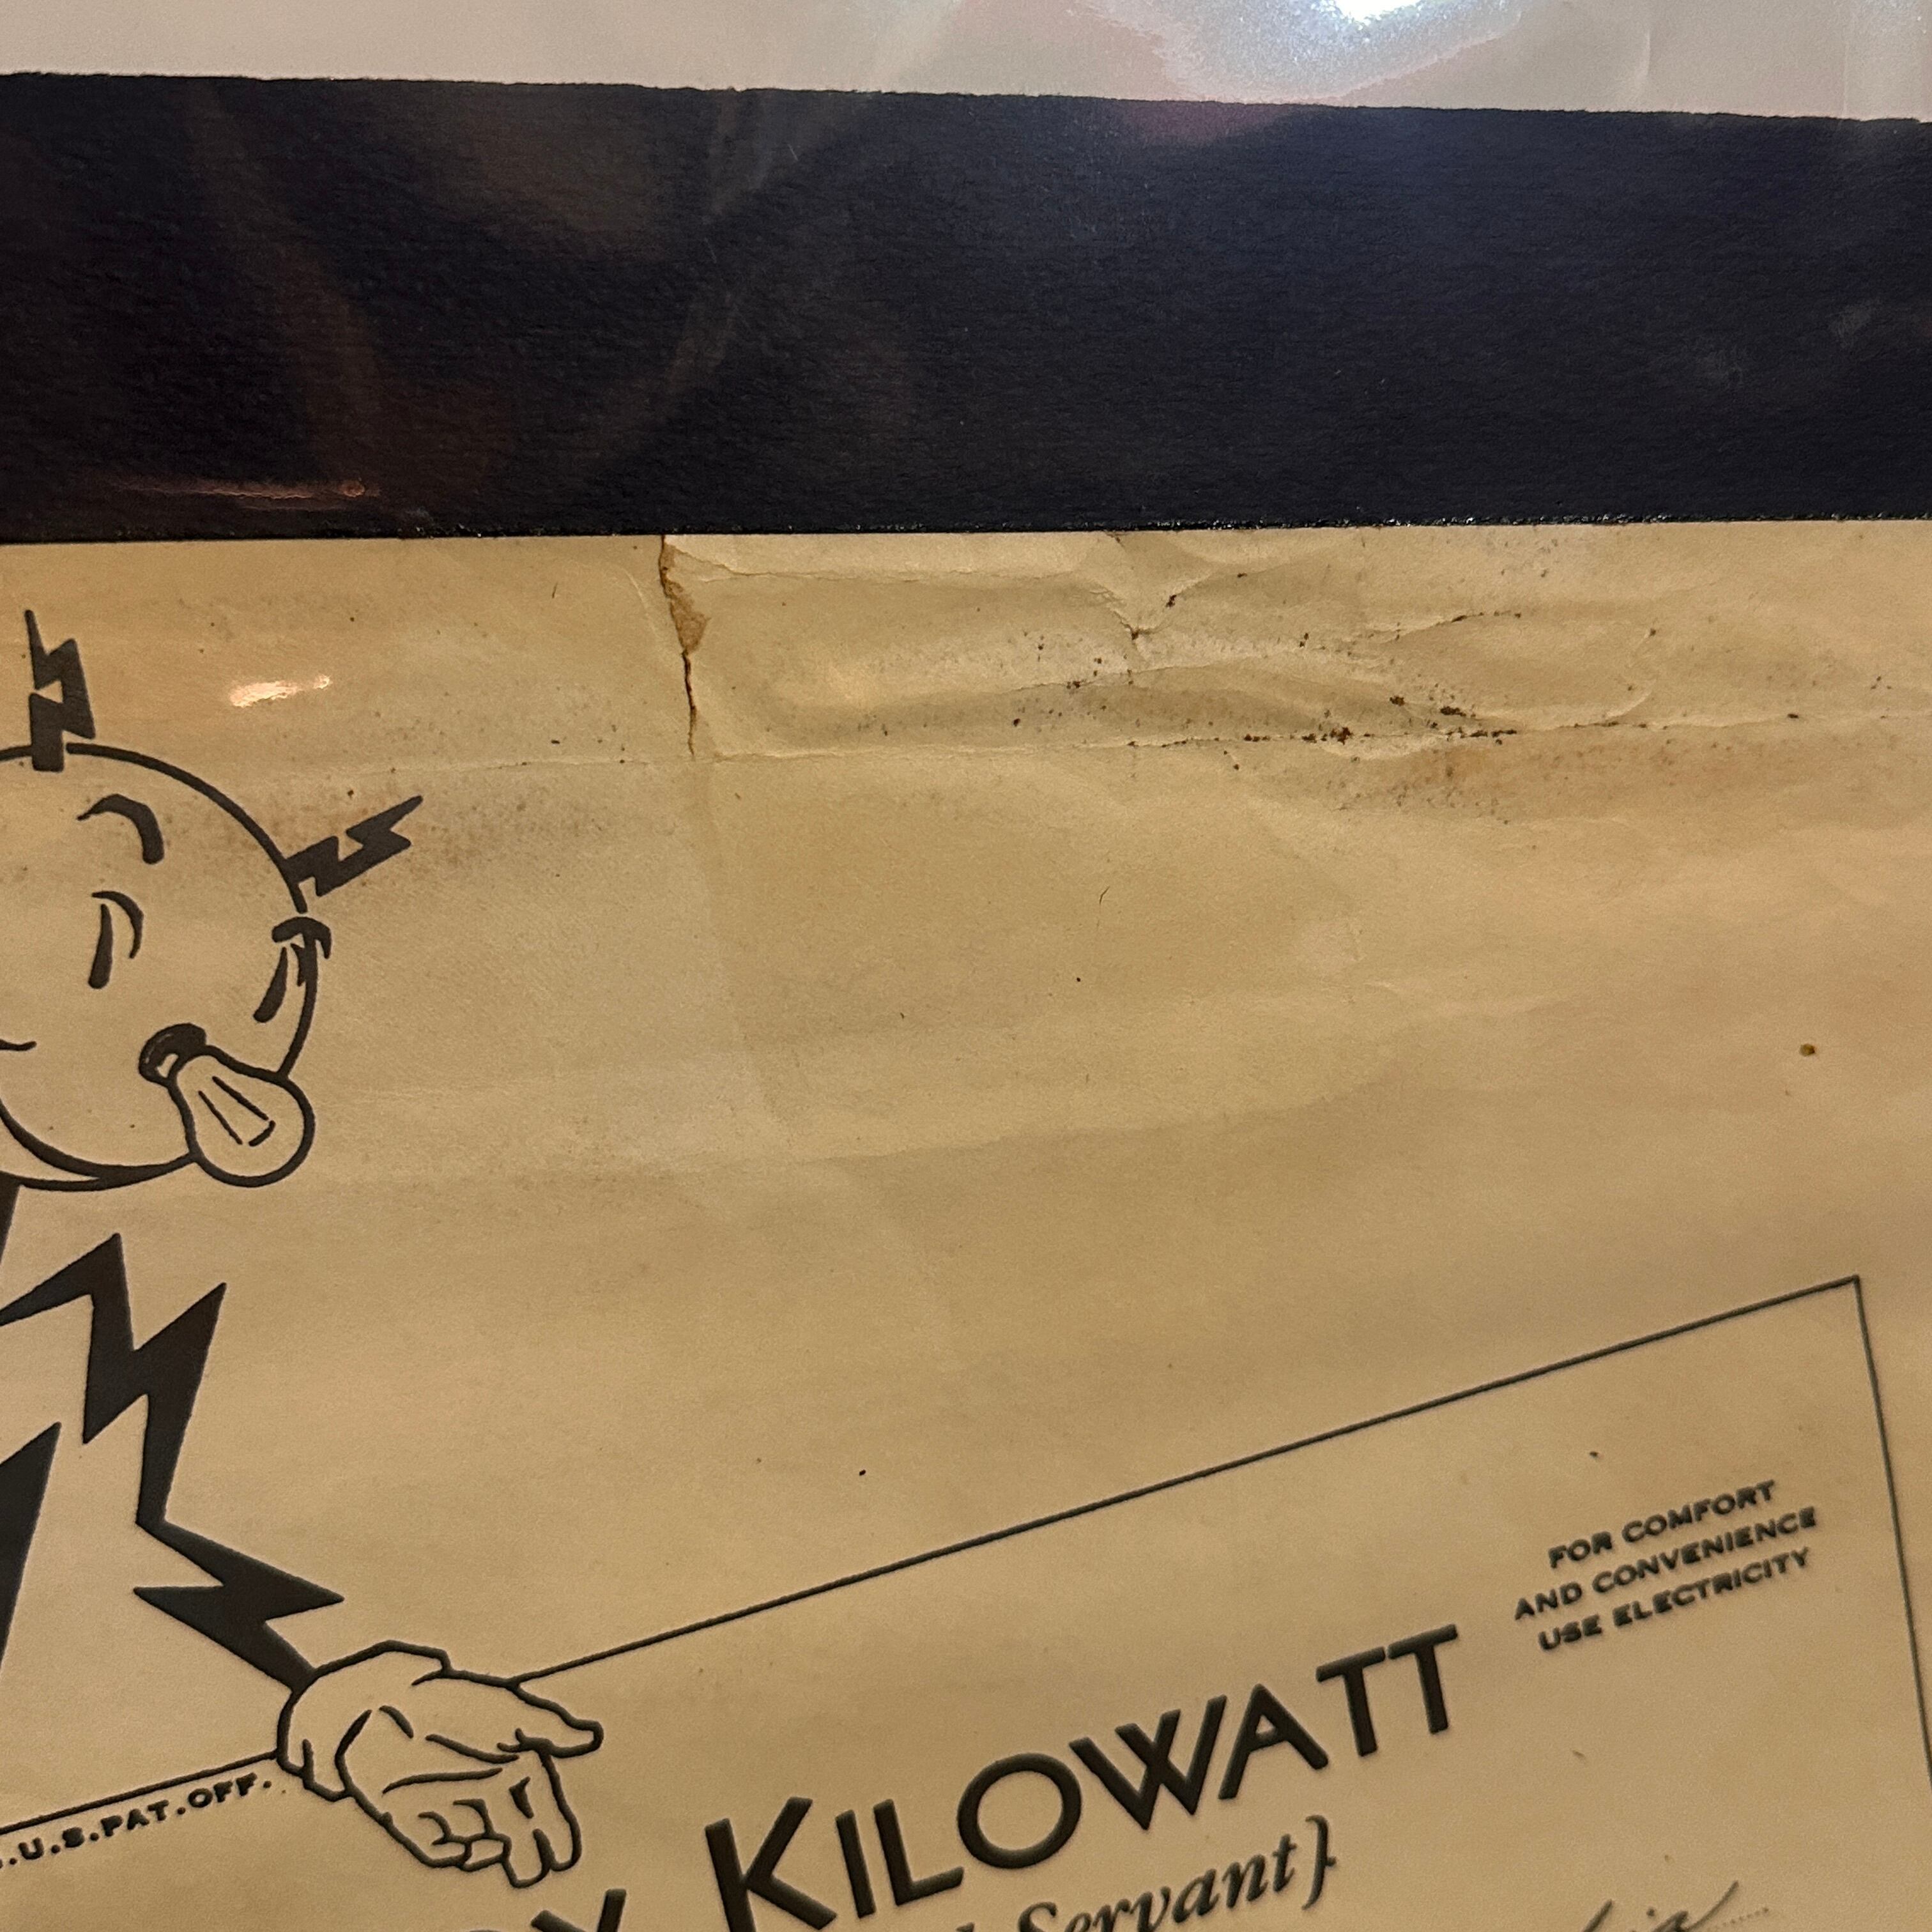 FOR COMFORT
AND CONVENIENCE
USE ELECTRICITY
KILOWATT
.U.S.PAT.OFF.
Servant}